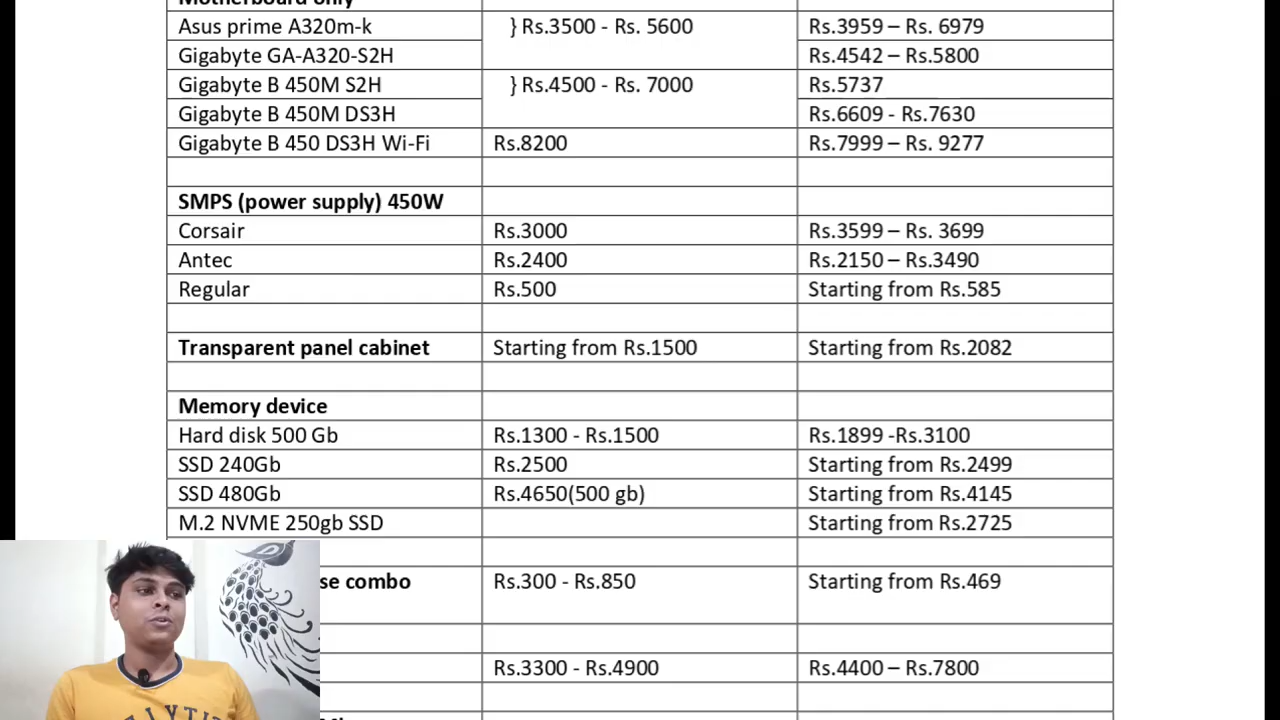 Motherboard only
Asus prime A320m-k } Rs.3500 - Rs. 5600 Rs.3959 – Rs. 6979
Gigabyte GA-A320-S2H Rs.4542 – Rs.5800
Gigabyte B 450M S2H } Rs.4500 - Rs. 7000 Rs.5737
Gigabyte B 450M DS3H Rs.6609 - Rs.7630
Gigabyte B 450 DS3H Wi-Fi Rs.8200 Rs.7999 – Rs. 9277
SMPS (power supply) 450W
Corsair Rs.3000 Rs.3599 – Rs. 3699
Antec Rs.2400 Rs.2150 – Rs.3490
Regular Rs.500 Starting from Rs.585
Transparent panel cabinet Starting from Rs.1500 Starting from Rs.2082
Memory device
Hard disk 500 Gb Rs.1300 - Rs.1500 Rs.1899 -Rs.3100
SSD 240Gb Rs.2500 Starting from Rs.2499
SSD 480Gb Rs.4650(500 gb) Starting from Rs.4145
M.2 NVME 250gb SSD Starting from Rs.2725
se combo Rs.300 - Rs.850 Starting from Rs.469
Rs.3300 - Rs.4900 Rs.4400 – Rs.7800